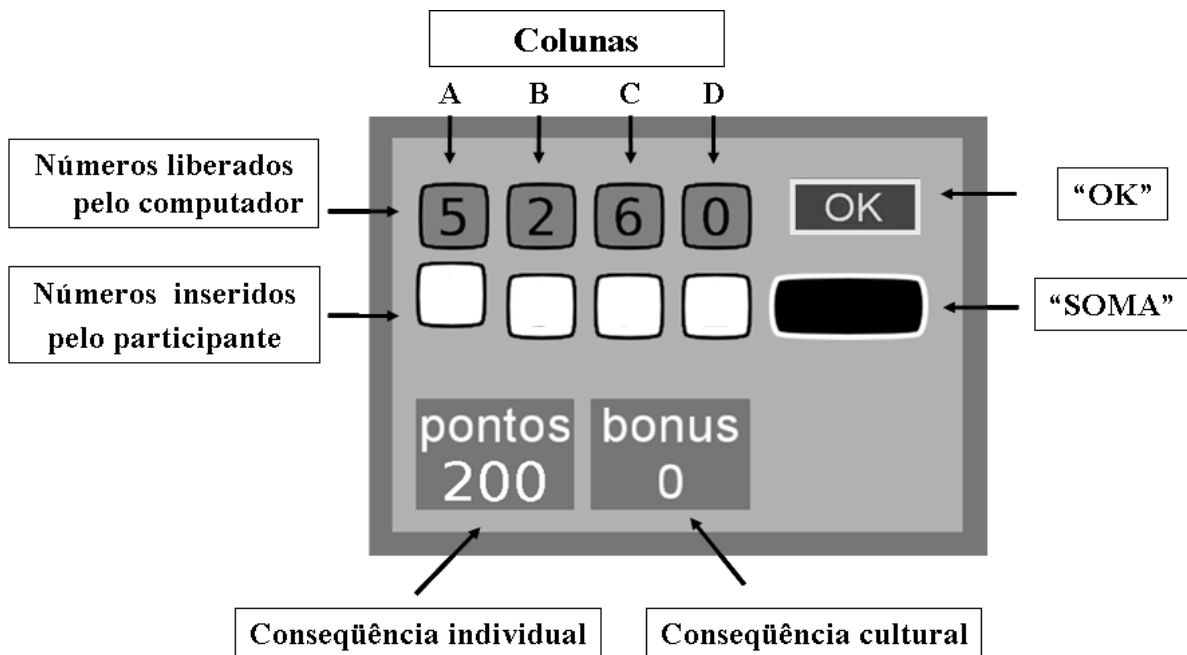 Colunas
A B C D
Números liberados
pelo computador
5 2 6 0
OK
“OK”
Números inseridos
pelo participante
“SOMA”
pontos
200
bonus
0
Conseqüência individual
Conseqüência cultural